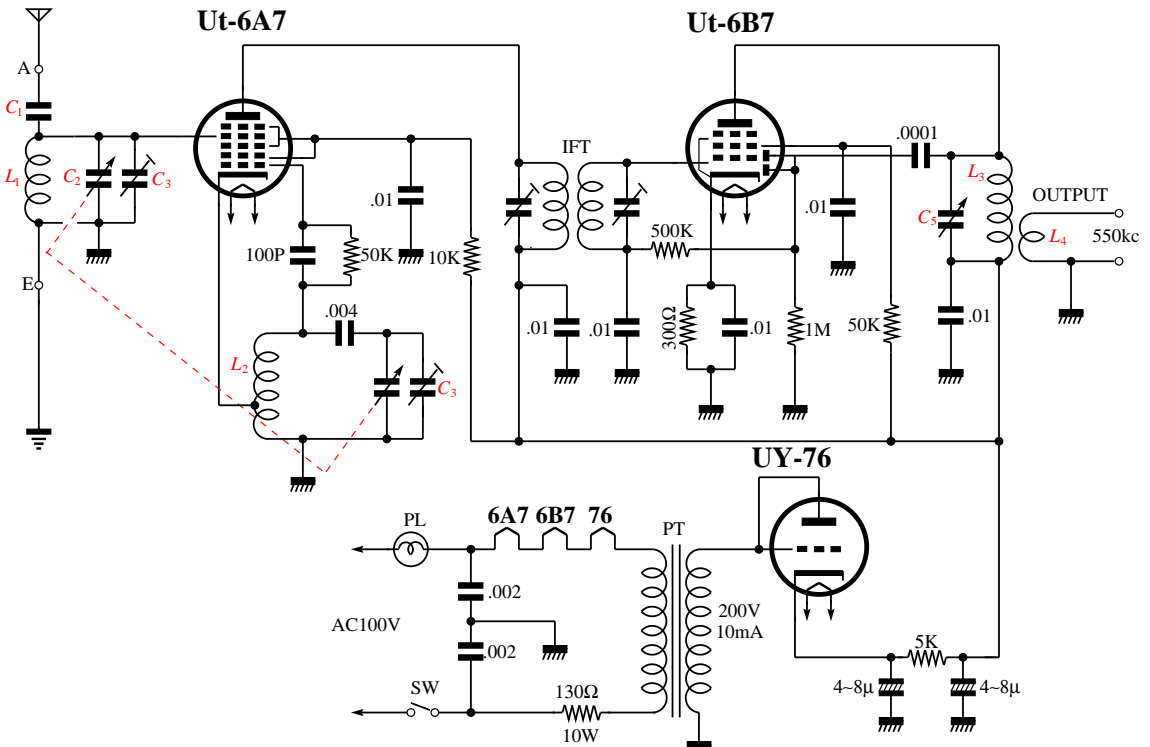 Ut-6A7
Ut-6B7
A
C1
L1
C2
C3
E
.01
100P
50K
10K
.004
L2
C3
IFT
.01
.01
500K
300Ω
.01
1M
.01
50K
.0001
L3
C5
.01
L4
OUTPUT
550kc
UY-76
PL
6A7
6B7
76
PT
.002
AC100V
.002
SW
130Ω
10W
200V
10mA
5K
4~8μ
4~8μ